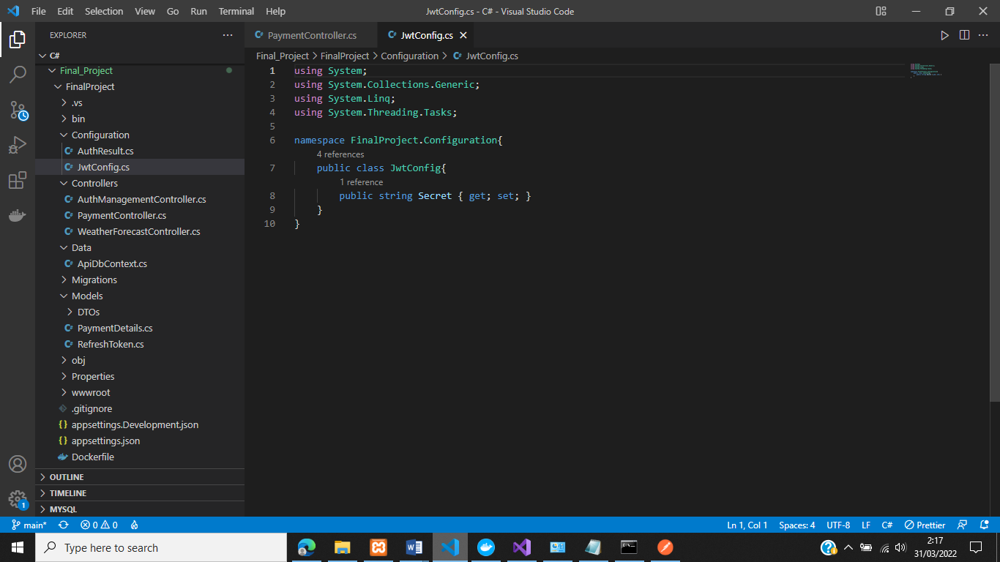 File Edit Selection View Go Run Terminal Help
JwtConfig.cs - C# - Visual Studio Code
EXPLORER
C#
Final_Project
FinalProject
.vs
bin
Configuration
C# AuthResult.cs
C# JwtConfig.cs
Controllers
C# AuthManagementController.cs
C# PaymentController.cs
C# WeatherForecastController.cs
Data
C# ApiDbContext.cs
Migrations
Models
DTOs
C# PaymentDetails.cs
C# RefreshToken.cs
obj
Properties
wwwroot
.gitignore
{} appsettings.Development.json
{} appsettings.json
Dockerfile
OUTLINE
TIMELINE
MYSQL
1
C# PaymentController.cs
C# JwtConfig.cs
Final_Project > FinalProject > Configuration > C# JwtConfig.cs
1 using System;
2 using System.Collections.Generic;
3 using System.Linq;
4 using System.Threading.Tasks;
5
6 namespace FinalProject.Configuration{
4 references
7 public class JwtConfig{
1 reference
8 public string Secret { get; set; }
9 }
10 }
main* 0 0 Ln 1, Col 1 Spaces: 4 UTF-8 LF C# Prettier
Type here to search
2:17
31/03/2022